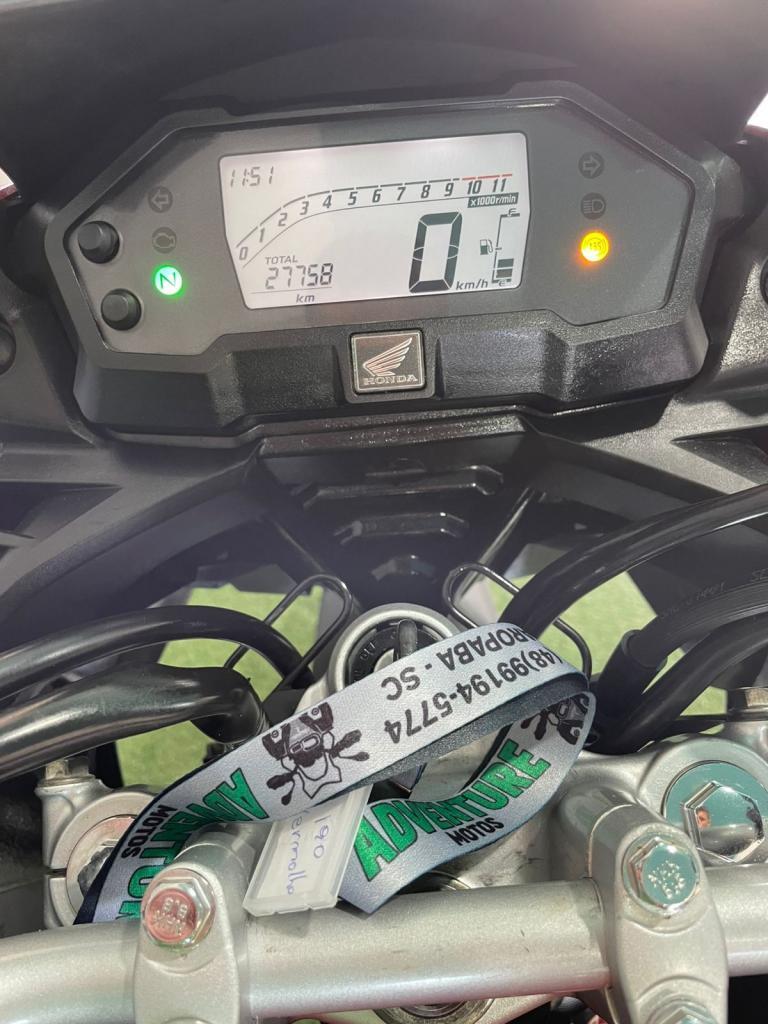 11:51
0 1 2 3 4 5 6 7 8 9 10 11
x1000r/min
N
TOTAL
27758
km
0
km/h
F
E
HONDA
(48)99194-5774
ROPABA - SC
ADVENTURE
MOTOS
ADVENTURE
MOTOS
190